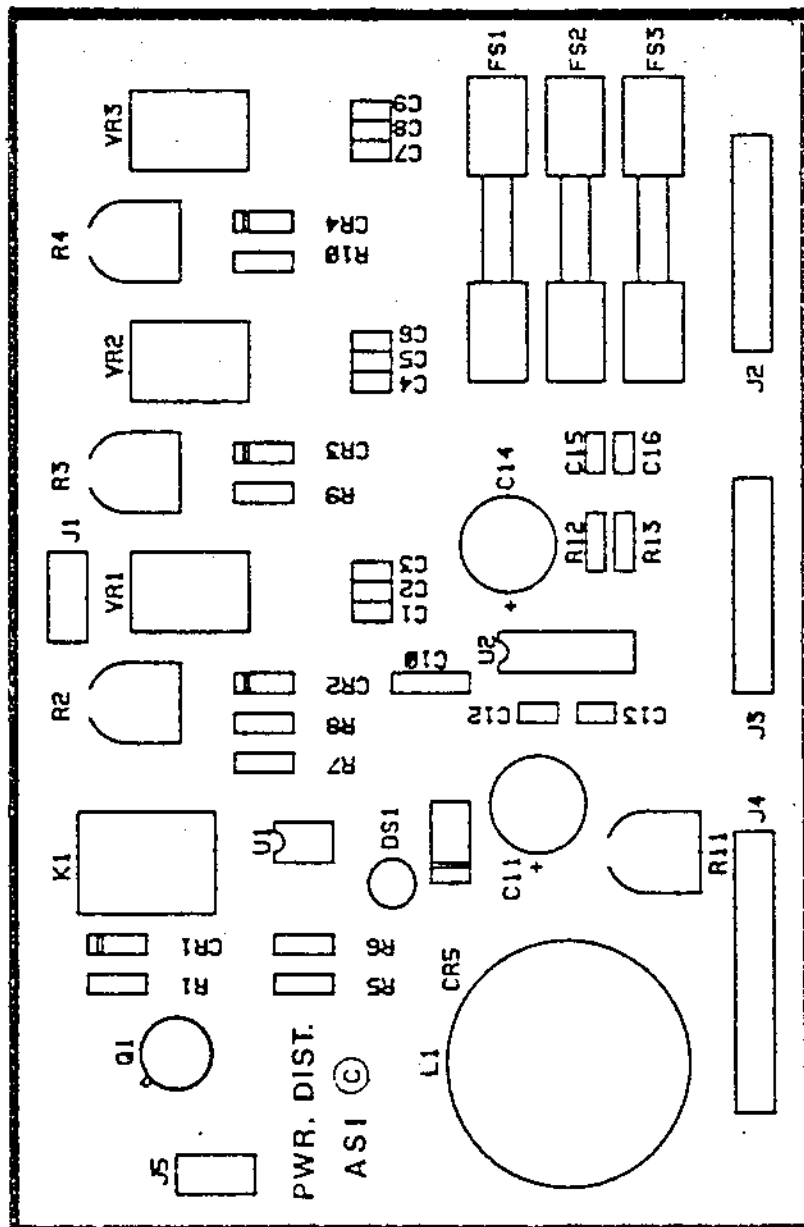 FS1
FS2
FS3
VR3
C9
C8
C7
R4
CR4
R10
VR2
C6
C5
C4
J2
R3
CR3
R9
C14
C15
C16
J1
VR1
C3
C2
C1
R12
R13
R2
CR2
R8
R7
C10
U2
C12
C13
J3
K1
U1
DS1
C11
R11
J4
CR1
R1
R6
R5
CR5
Q1
L1
J5
PWR. DIST.
ASI ©
+
+